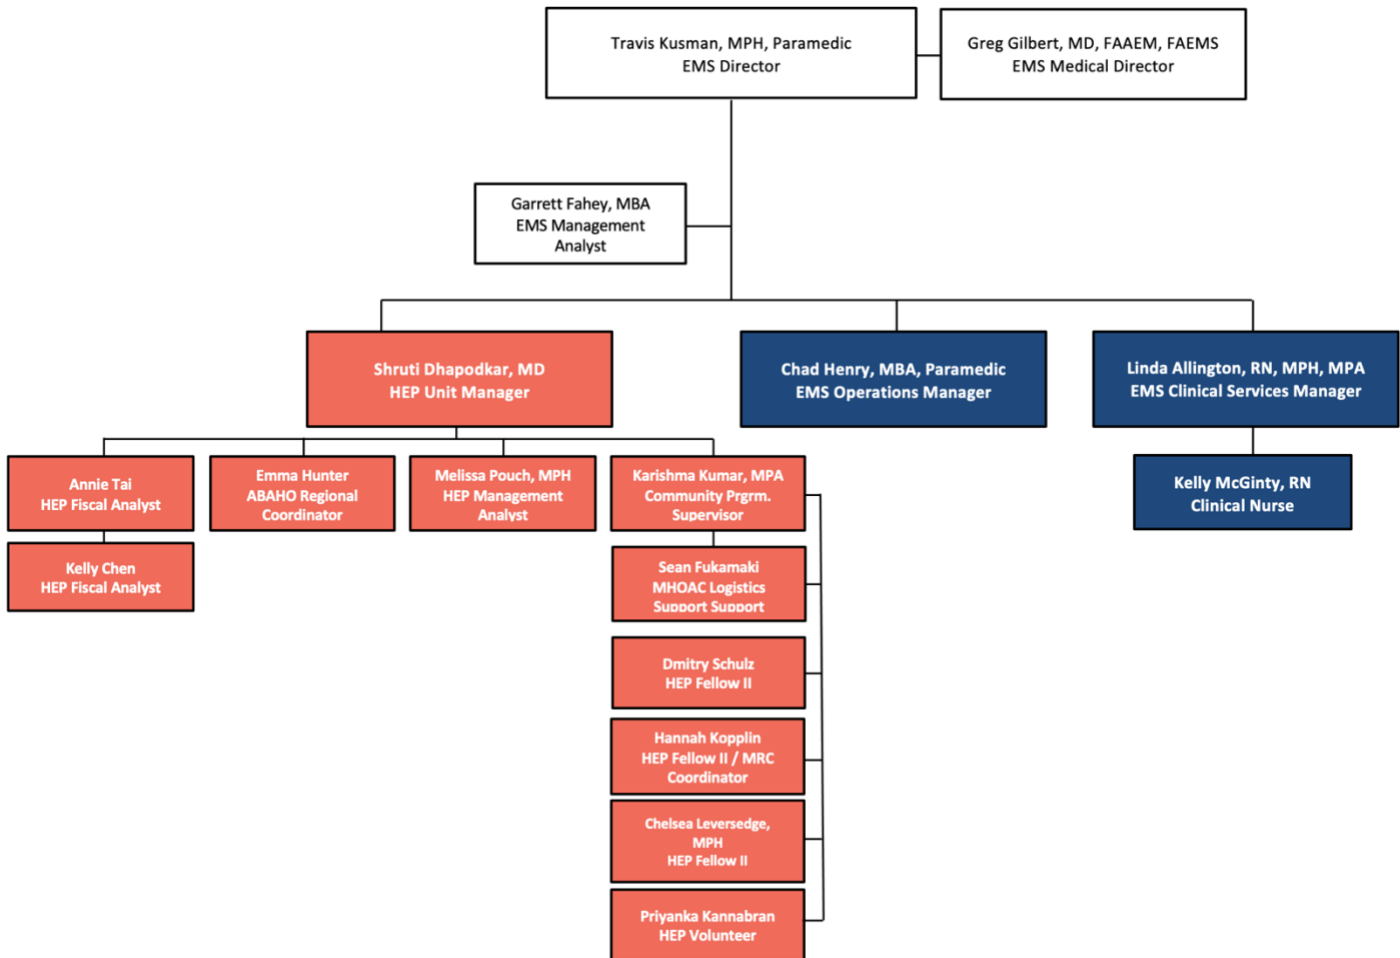 Travis Kusman, MPH, Paramedic
EMS Director
Greg Gilbert, MD, FAAEM, FAEMS
EMS Medical Director
Garrett Fahey, MBA
EMS Management
Analyst
Shruti Dhapodkar, MD
HEP Unit Manager
Chad Henry, MBA, Paramedic
EMS Operations Manager
Linda Allington, RN, MPH, MPA
EMS Clinical Services Manager
Annie Tai
HEP Fiscal Analyst
Emma Hunter
ABAHO Regional
Coordinator
Melissa Pouch, MPH
HEP Management
Analyst
Karishma Kumar, MPA
Community Prgrm.
Supervisor
Kelly McGinty, RN
Clinical Nurse
Kelly Chen
HEP Fiscal Analyst
Sean Fukamaki
MHOAC Logistics
Support Support
Dmitry Schulz
HEP Fellow II
Hannah Kopplin
HEP Fellow II / MRC
Coordinator
Chelsea Leversedge,
MPH
HEP Fellow II
Priyanka Kannabran
HEP Volunteer